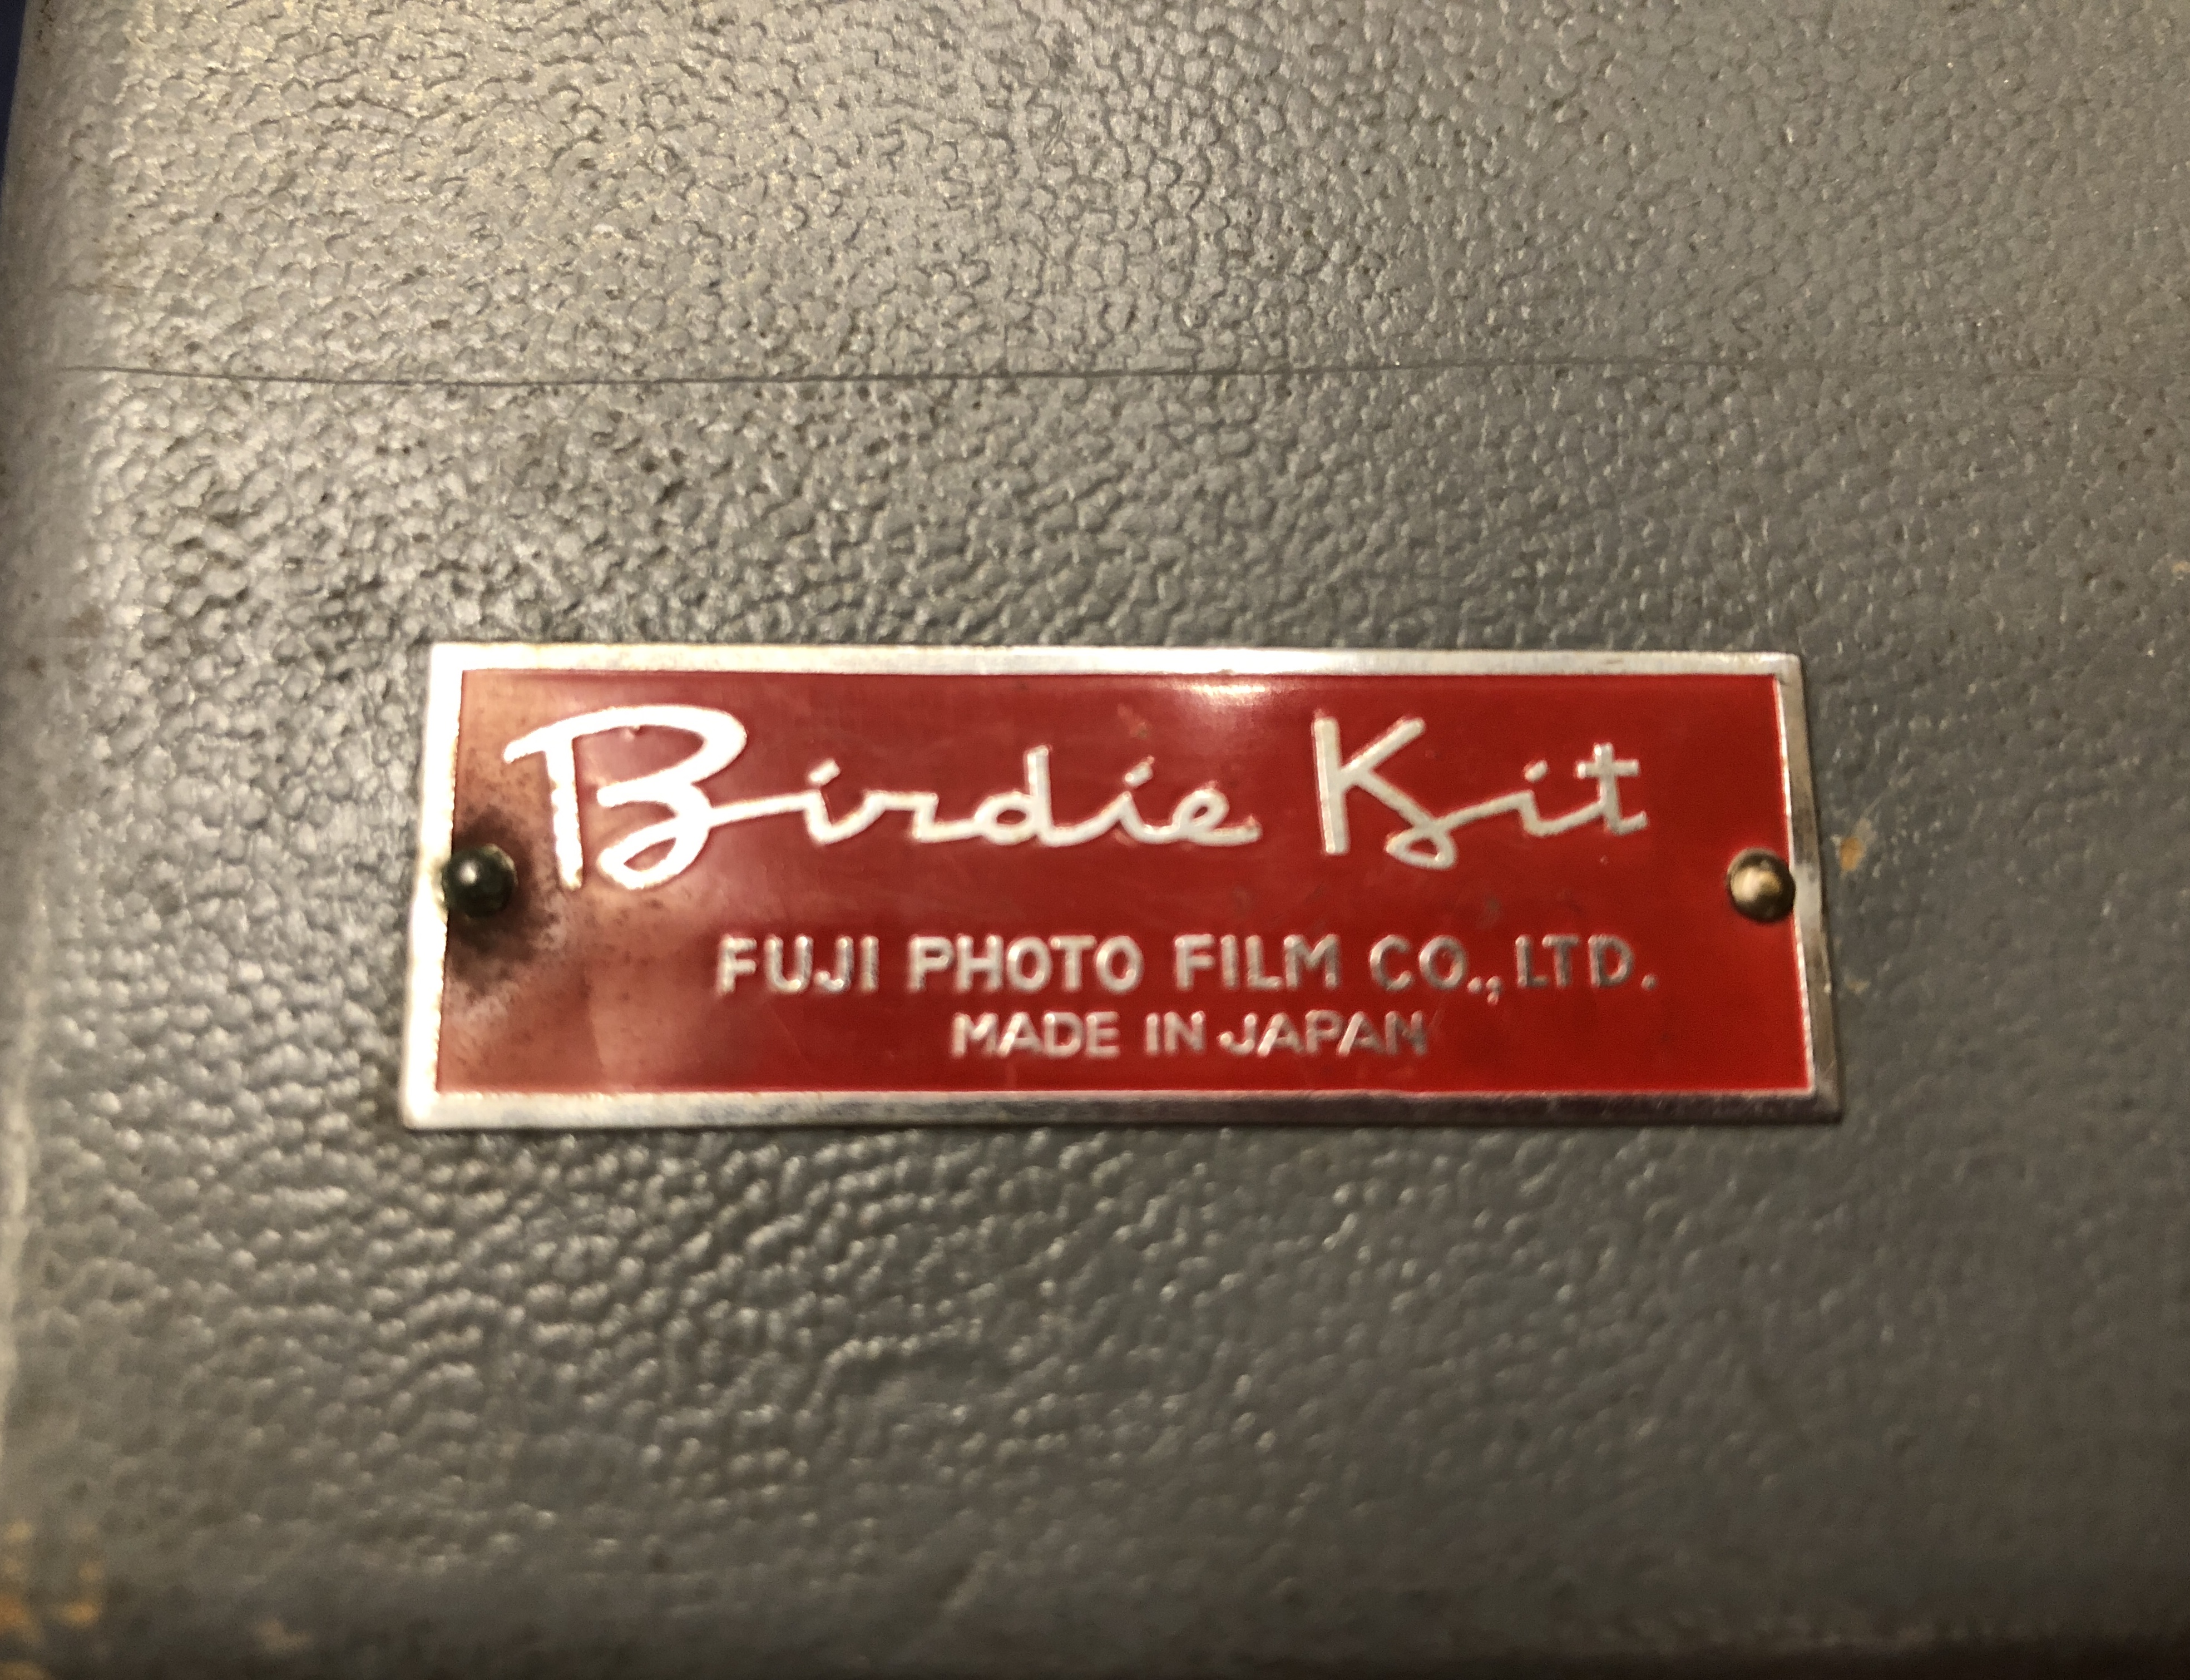 Birdie Kit
FUJI PHOTO FILM CO., LTD.
MADE IN JAPAN